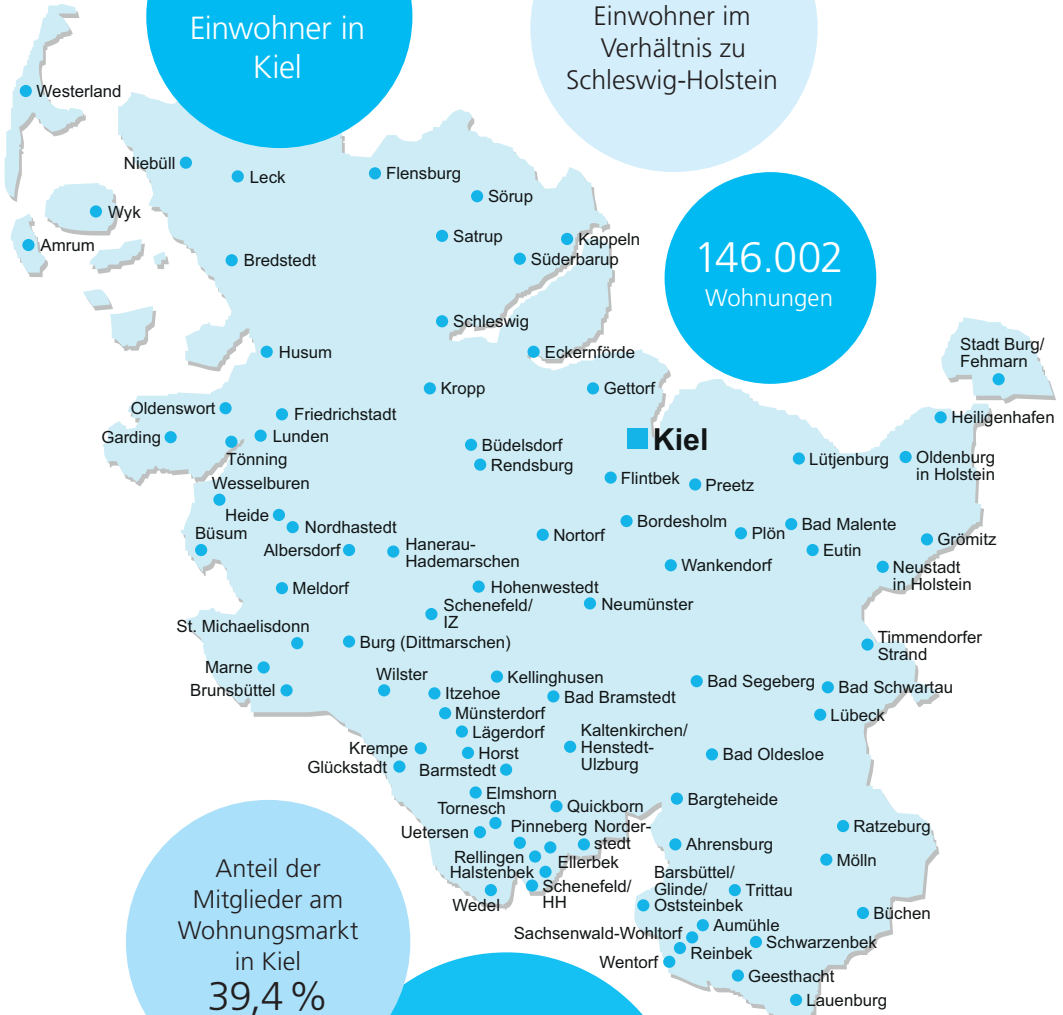 Einwohner in
Kiel
Einwohner im
Verhältnis zu
Schleswig-Holstein
Westerland
Niebüll
Leck
Flensburg
Sörup
Wyk
Amrum
Satrup
Kappeln
Bredstedt
Süderbarup
146.002
Wohnungen
Schleswig
Husum
Eckernförde
Stadt Burg/
Fehmarn
Kropp
Gettorf
Oldenswort
Friedrichstadt
Heiligenhafen
Garding
Lunden
Tönning
Büdelsdorf
Kiel
Rendsburg
Lütjenburg
Oldenburg
in Holstein
Wesselburen
Flintbek
Preetz
Heide
Nordhastedt
Büsum
Albersdorf
Hanerau-
Hademarschen
Nortorf
Bordesholm
Plön
Bad Malente
Eutin
Grömitz
Wankendorf
Neustadt
in Holstein
Meldorf
Hohenwestedt
Schenefeld/
IZ
Neumünster
St. Michaelisdonn
Burg (Dittmarschen)
Timmendorfer
Strand
Marne
Brunsbüttel
Wilster
Kellinghusen
Itzehoe
Bad Bramstedt
Bad Segeberg
Bad Schwartau
Münsterdorf
Lübeck
Lägerdorf
Kaltenkirchen/
Henstedt-
Ulzburg
Krempe
Horst
Glückstadt
Barmstedt
Bad Oldesloe
Elmshorn
Tornesch
Quickborn
Bargteheide
Uetersen
Pinneberg
Norder-
stedt
Ratzeburg
Rellingen
Ellerbek
Ahrensburg
Halstenbek
Mölln
Wedel
Schenefeld/
HH
Barsbüttel/
Glinde/
Oststeinbek
Trittau
Büchen
Aumühle
Sachsenwald-Wohltorf
Schwarzenbek
Reinbek
Wentorf
Geesthacht
Lauenburg
Anteil der
Mitglieder am
Wohnungsmarkt
in Kiel
39,4 %